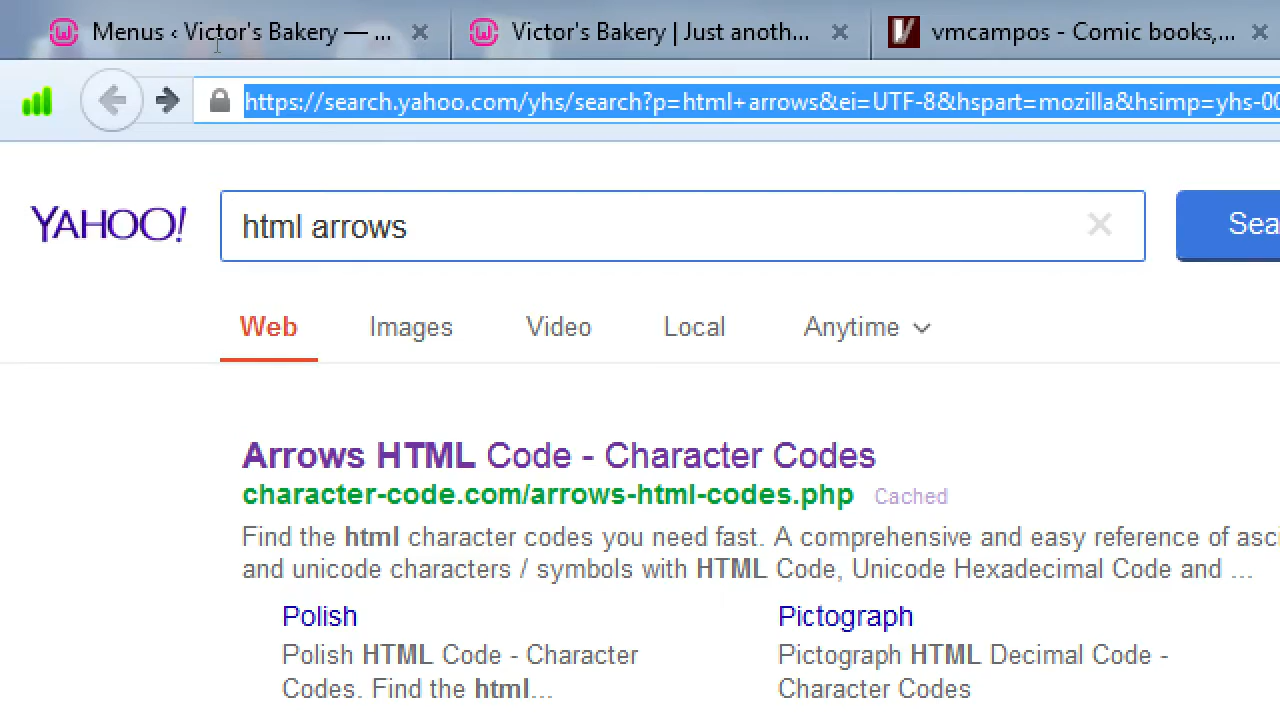 Menus ‹ Victor's Bakery — ...
Victor's Bakery | Just anoth...
vmcampos - Comic books,...
https://search.yahoo.com/yhs/search?p=html+arrows&ei=UTF-8&hspart=mozilla&hsimp=yhs-00
YAHOO!
html arrows
Sea
Web Images Video Local Anytime
Arrows HTML Code - Character Codes
character-code.com/arrows-html-codes.php Cached
Find the html character codes you need fast. A comprehensive and easy reference of asci
and unicode characters / symbols with HTML Code, Unicode Hexadecimal Code and ...
Polish
Polish HTML Code - Character
Codes. Find the html...
Pictograph
Pictograph HTML Decimal Code -
Character Codes